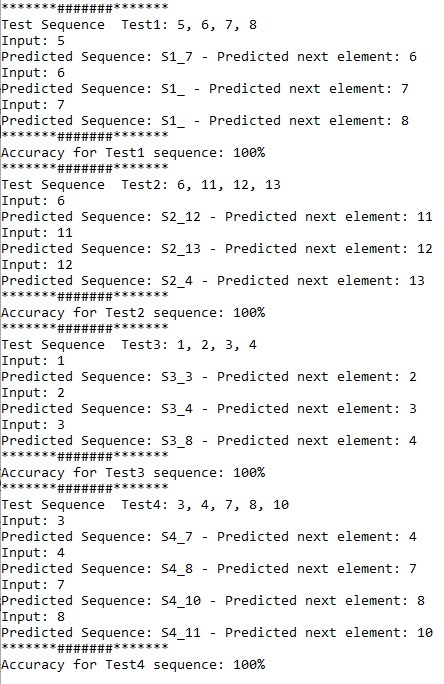 *******#######*******
Test Sequence  Test1: 5, 6, 7, 8
Input: 5
Predicted Sequence: S1_7 - Predicted next element: 6
Input: 6
Predicted Sequence: S1_ - Predicted next element: 7
Input: 7
Predicted Sequence: S1_ - Predicted next element: 8
*******#######*******
Accuracy for Test1 sequence: 100%
*******#######*******
Test Sequence  Test2: 6, 11, 12, 13
Input: 6
Predicted Sequence: S2_12 - Predicted next element: 11
Input: 11
Predicted Sequence: S2_13 - Predicted next element: 12
Input: 12
Predicted Sequence: S2_4 - Predicted next element: 13
*******#######*******
Accuracy for Test2 sequence: 100%
*******#######*******
Test Sequence  Test3: 1, 2, 3, 4
Input: 1
Predicted Sequence: S3_3 - Predicted next element: 2
Input: 2
Predicted Sequence: S3_4 - Predicted next element: 3
Input: 3
Predicted Sequence: S3_8 - Predicted next element: 4
*******#######*******
Accuracy for Test3 sequence: 100%
*******#######*******
Test Sequence  Test4: 3, 4, 7, 8, 10
Input: 3
Predicted Sequence: S4_7 - Predicted next element: 4
Input: 4
Predicted Sequence: S4_8 - Predicted next element: 7
Input: 7
Predicted Sequence: S4_10 - Predicted next element: 8
Input: 8
Predicted Sequence: S4_11 - Predicted next element: 10
*******#######*******
Accuracy for Test4 sequence: 100%